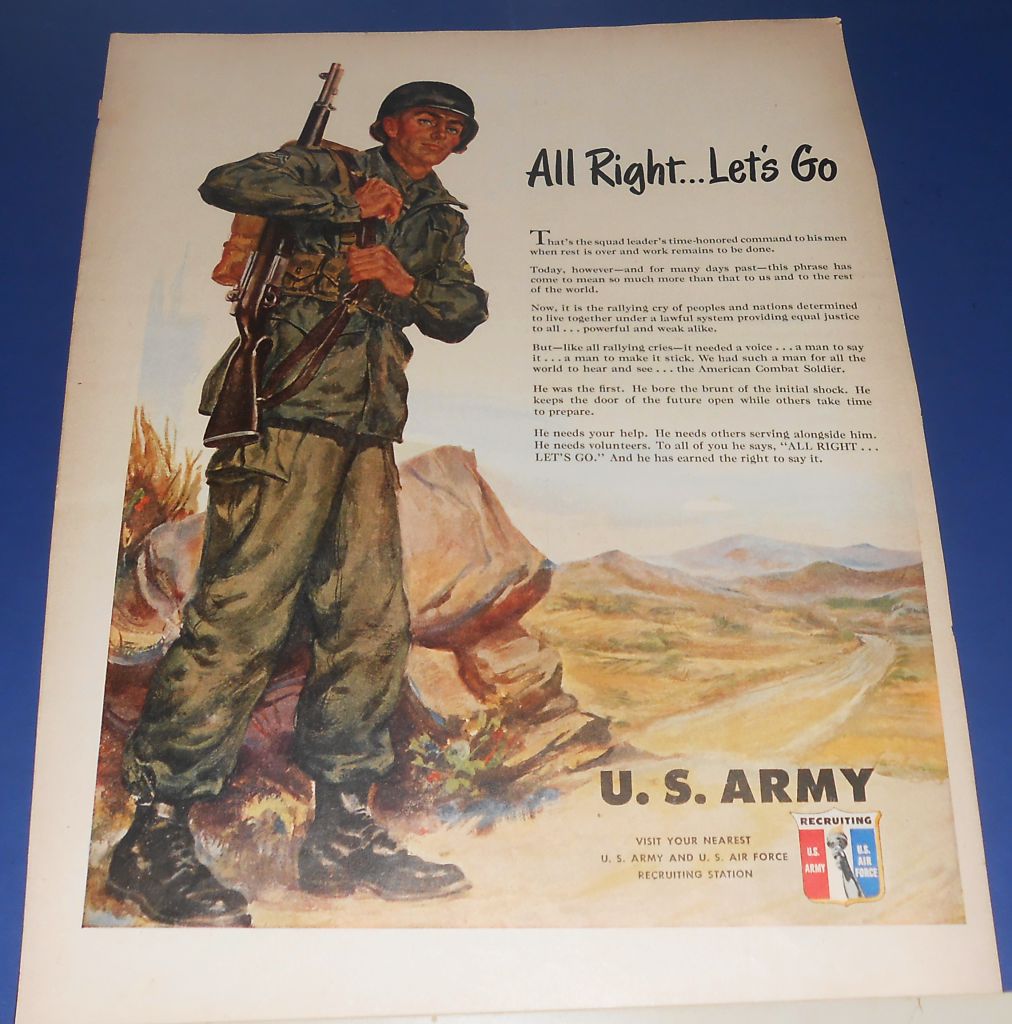 All Right...Let's Go
That's the squad leader's time-honored command to his men
when rest is over and work remains to be done.
Today, however—and for many days past—this phrase has
come to mean so much more than that to us and to the rest
of the world.
Now, it is the rallying cry of peoples and nations determined
to live together under a lawful system providing equal justice
to all . . . powerful and weak alike.
But—like all rallying cries—it needed a voice . . . a man to say
it . . . a man to make it stick. We had such a man for all the
world to hear and see . . . the American Combat Soldier.
He was the first. He bore the brunt of the initial shock. He
keeps the door of the future open while others take time
to prepare.
He needs your help. He needs others serving alongside him.
He needs volunteers. To all of you he says, "ALL RIGHT . . .
LET'S GO." And he has earned the right to say it.
U. S. ARMY
VISIT YOUR NEAREST
U. S. ARMY AND U. S. AIR FORCE
RECRUITING STATION
RECRUITING
U.S.
ARMY
U.S.
AIR
FORCE